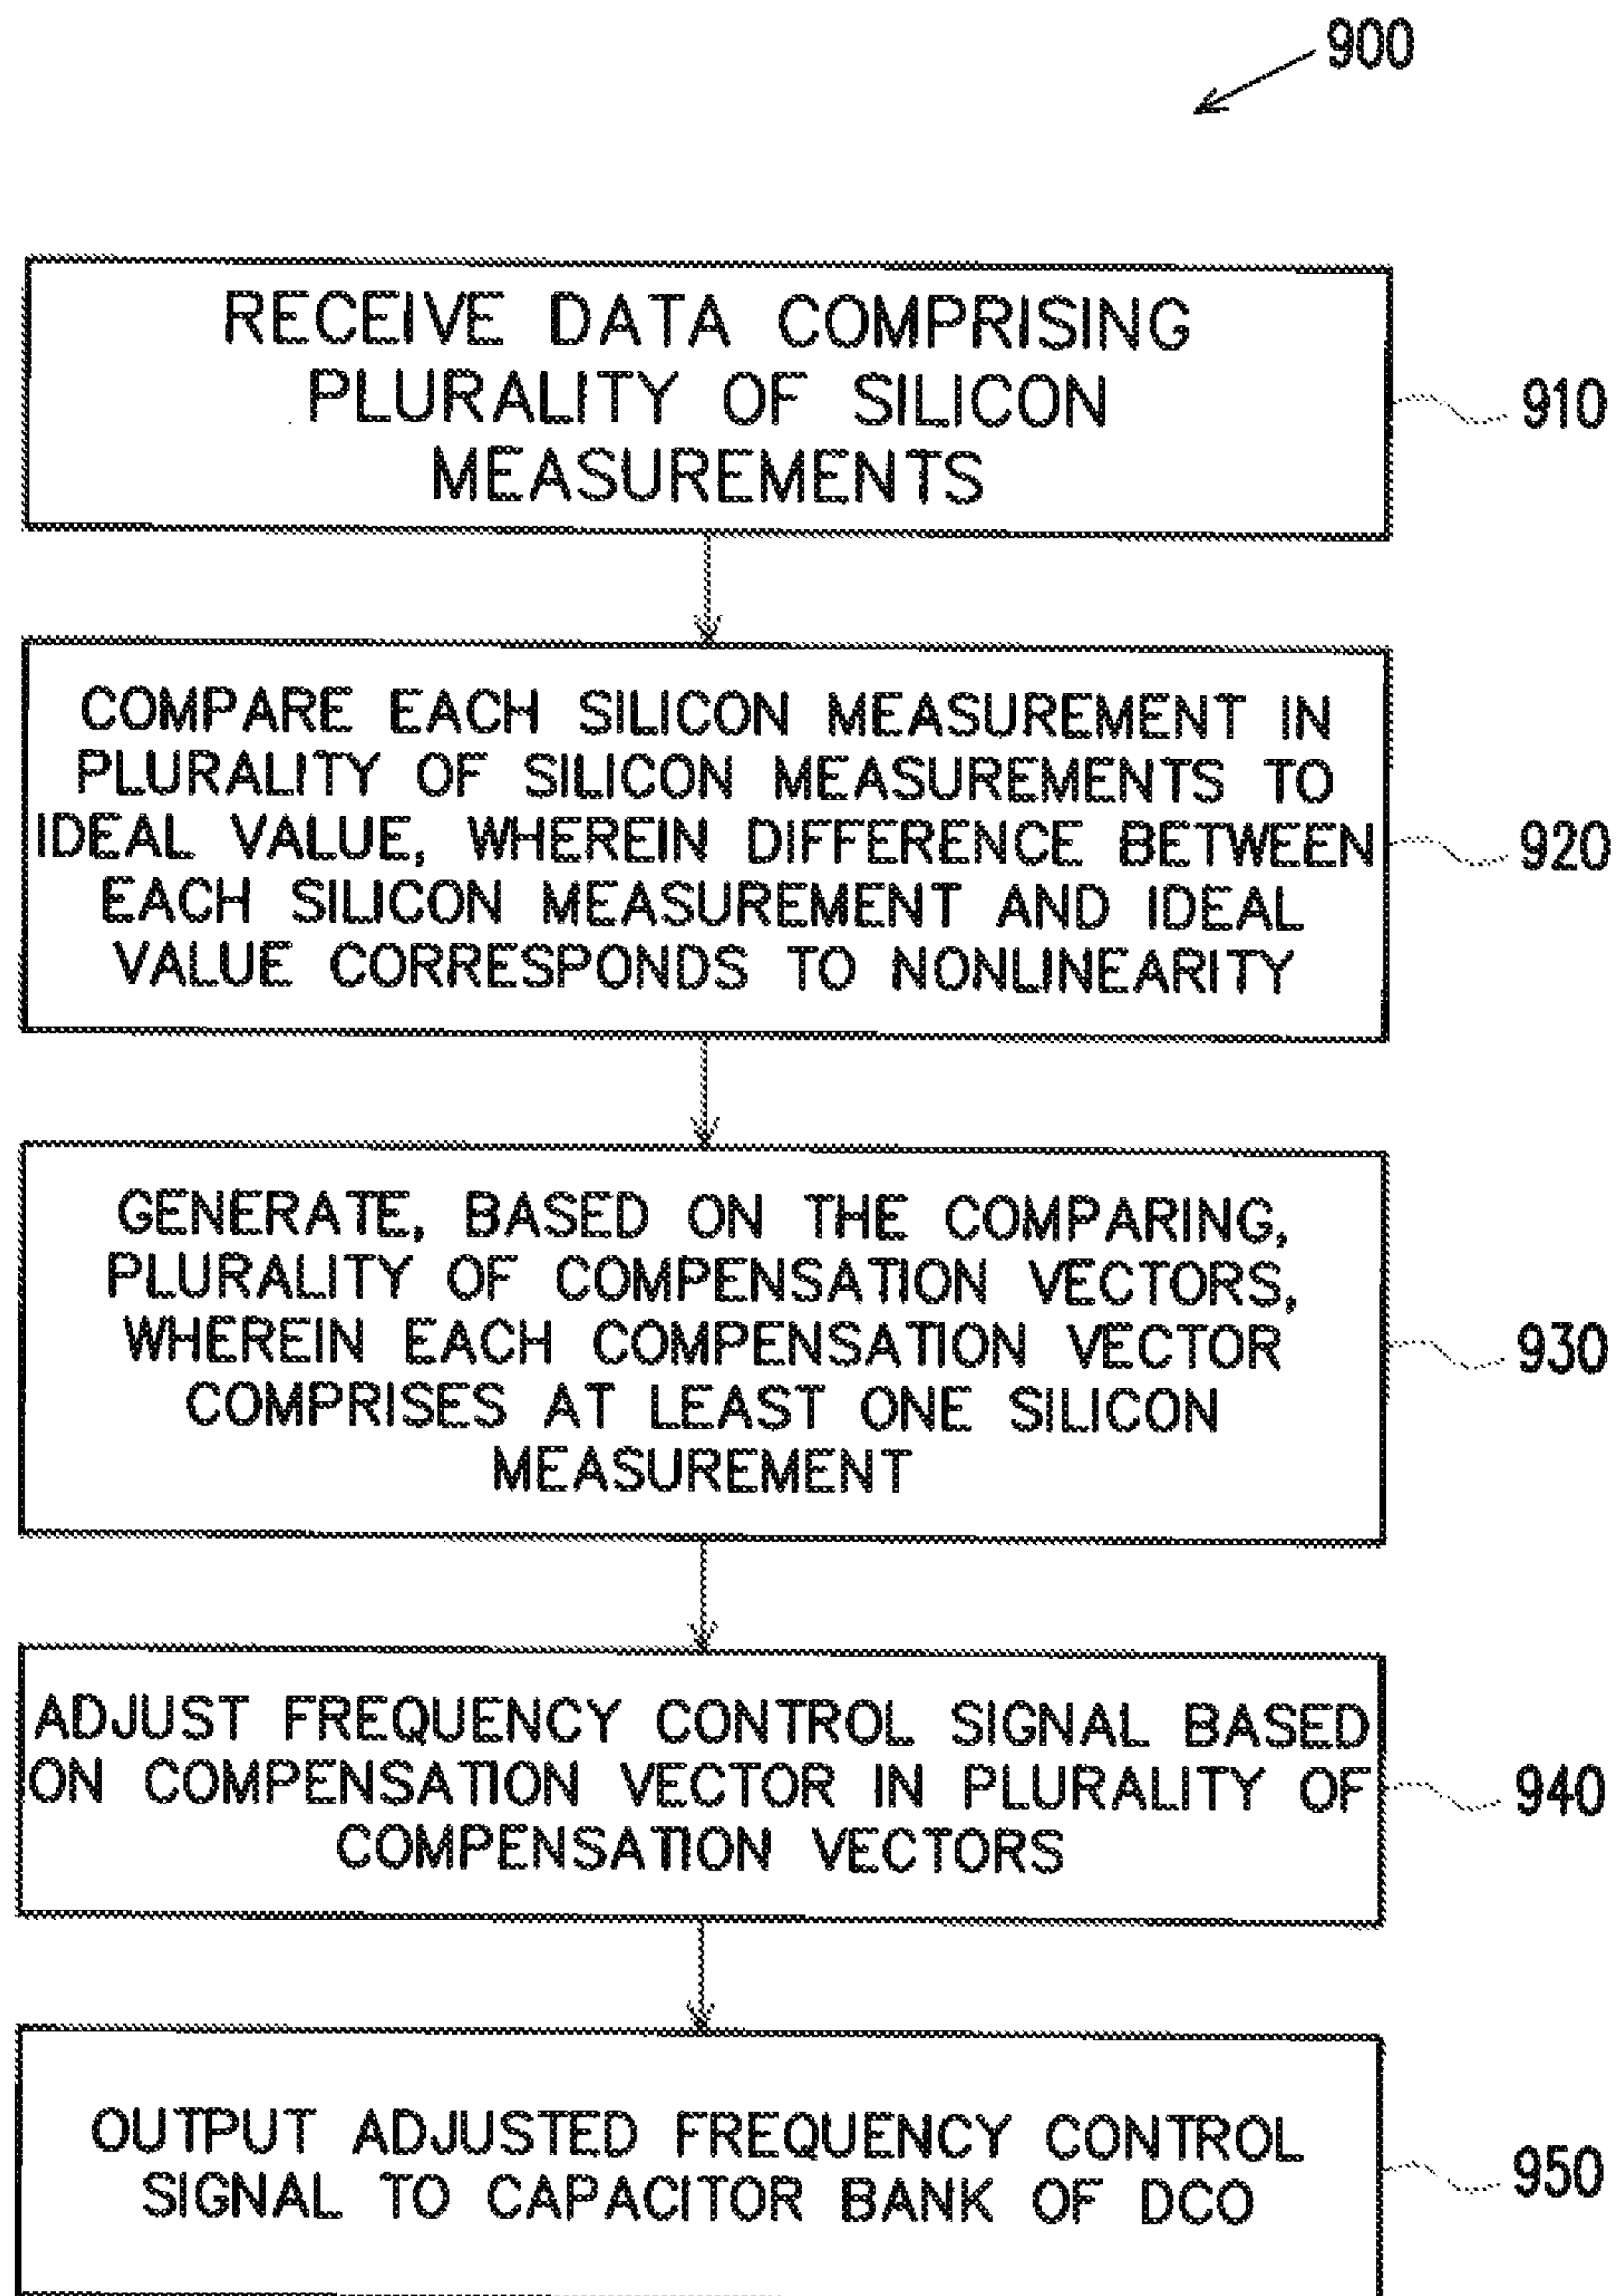 900
RECEIVE DATA COMPRISING
PLURALITY OF SILICON
MEASUREMENTS
910
COMPARE EACH SILICON MEASUREMENT IN
PLURALITY OF SILICON MEASUREMENTS TO
IDEAL VALUE, WHEREIN DIFFERENCE BETWEEN
EACH SILICON MEASUREMENT AND IDEAL
VALUE CORRESPONDS TO NONLINEARITY
920
GENERATE, BASED ON THE COMPARING,
PLURALITY OF COMPENSATION VECTORS,
WHEREIN EACH COMPENSATION VECTOR
COMPRISES AT LEAST ONE SILICON
MEASUREMENT
930
ADJUST FREQUENCY CONTROL SIGNAL BASED
ON COMPENSATION VECTOR IN PLURALITY OF
COMPENSATION VECTORS
940
OUTPUT ADJUSTED FREQUENCY CONTROL
SIGNAL TO CAPACITOR BANK OF DCO
950